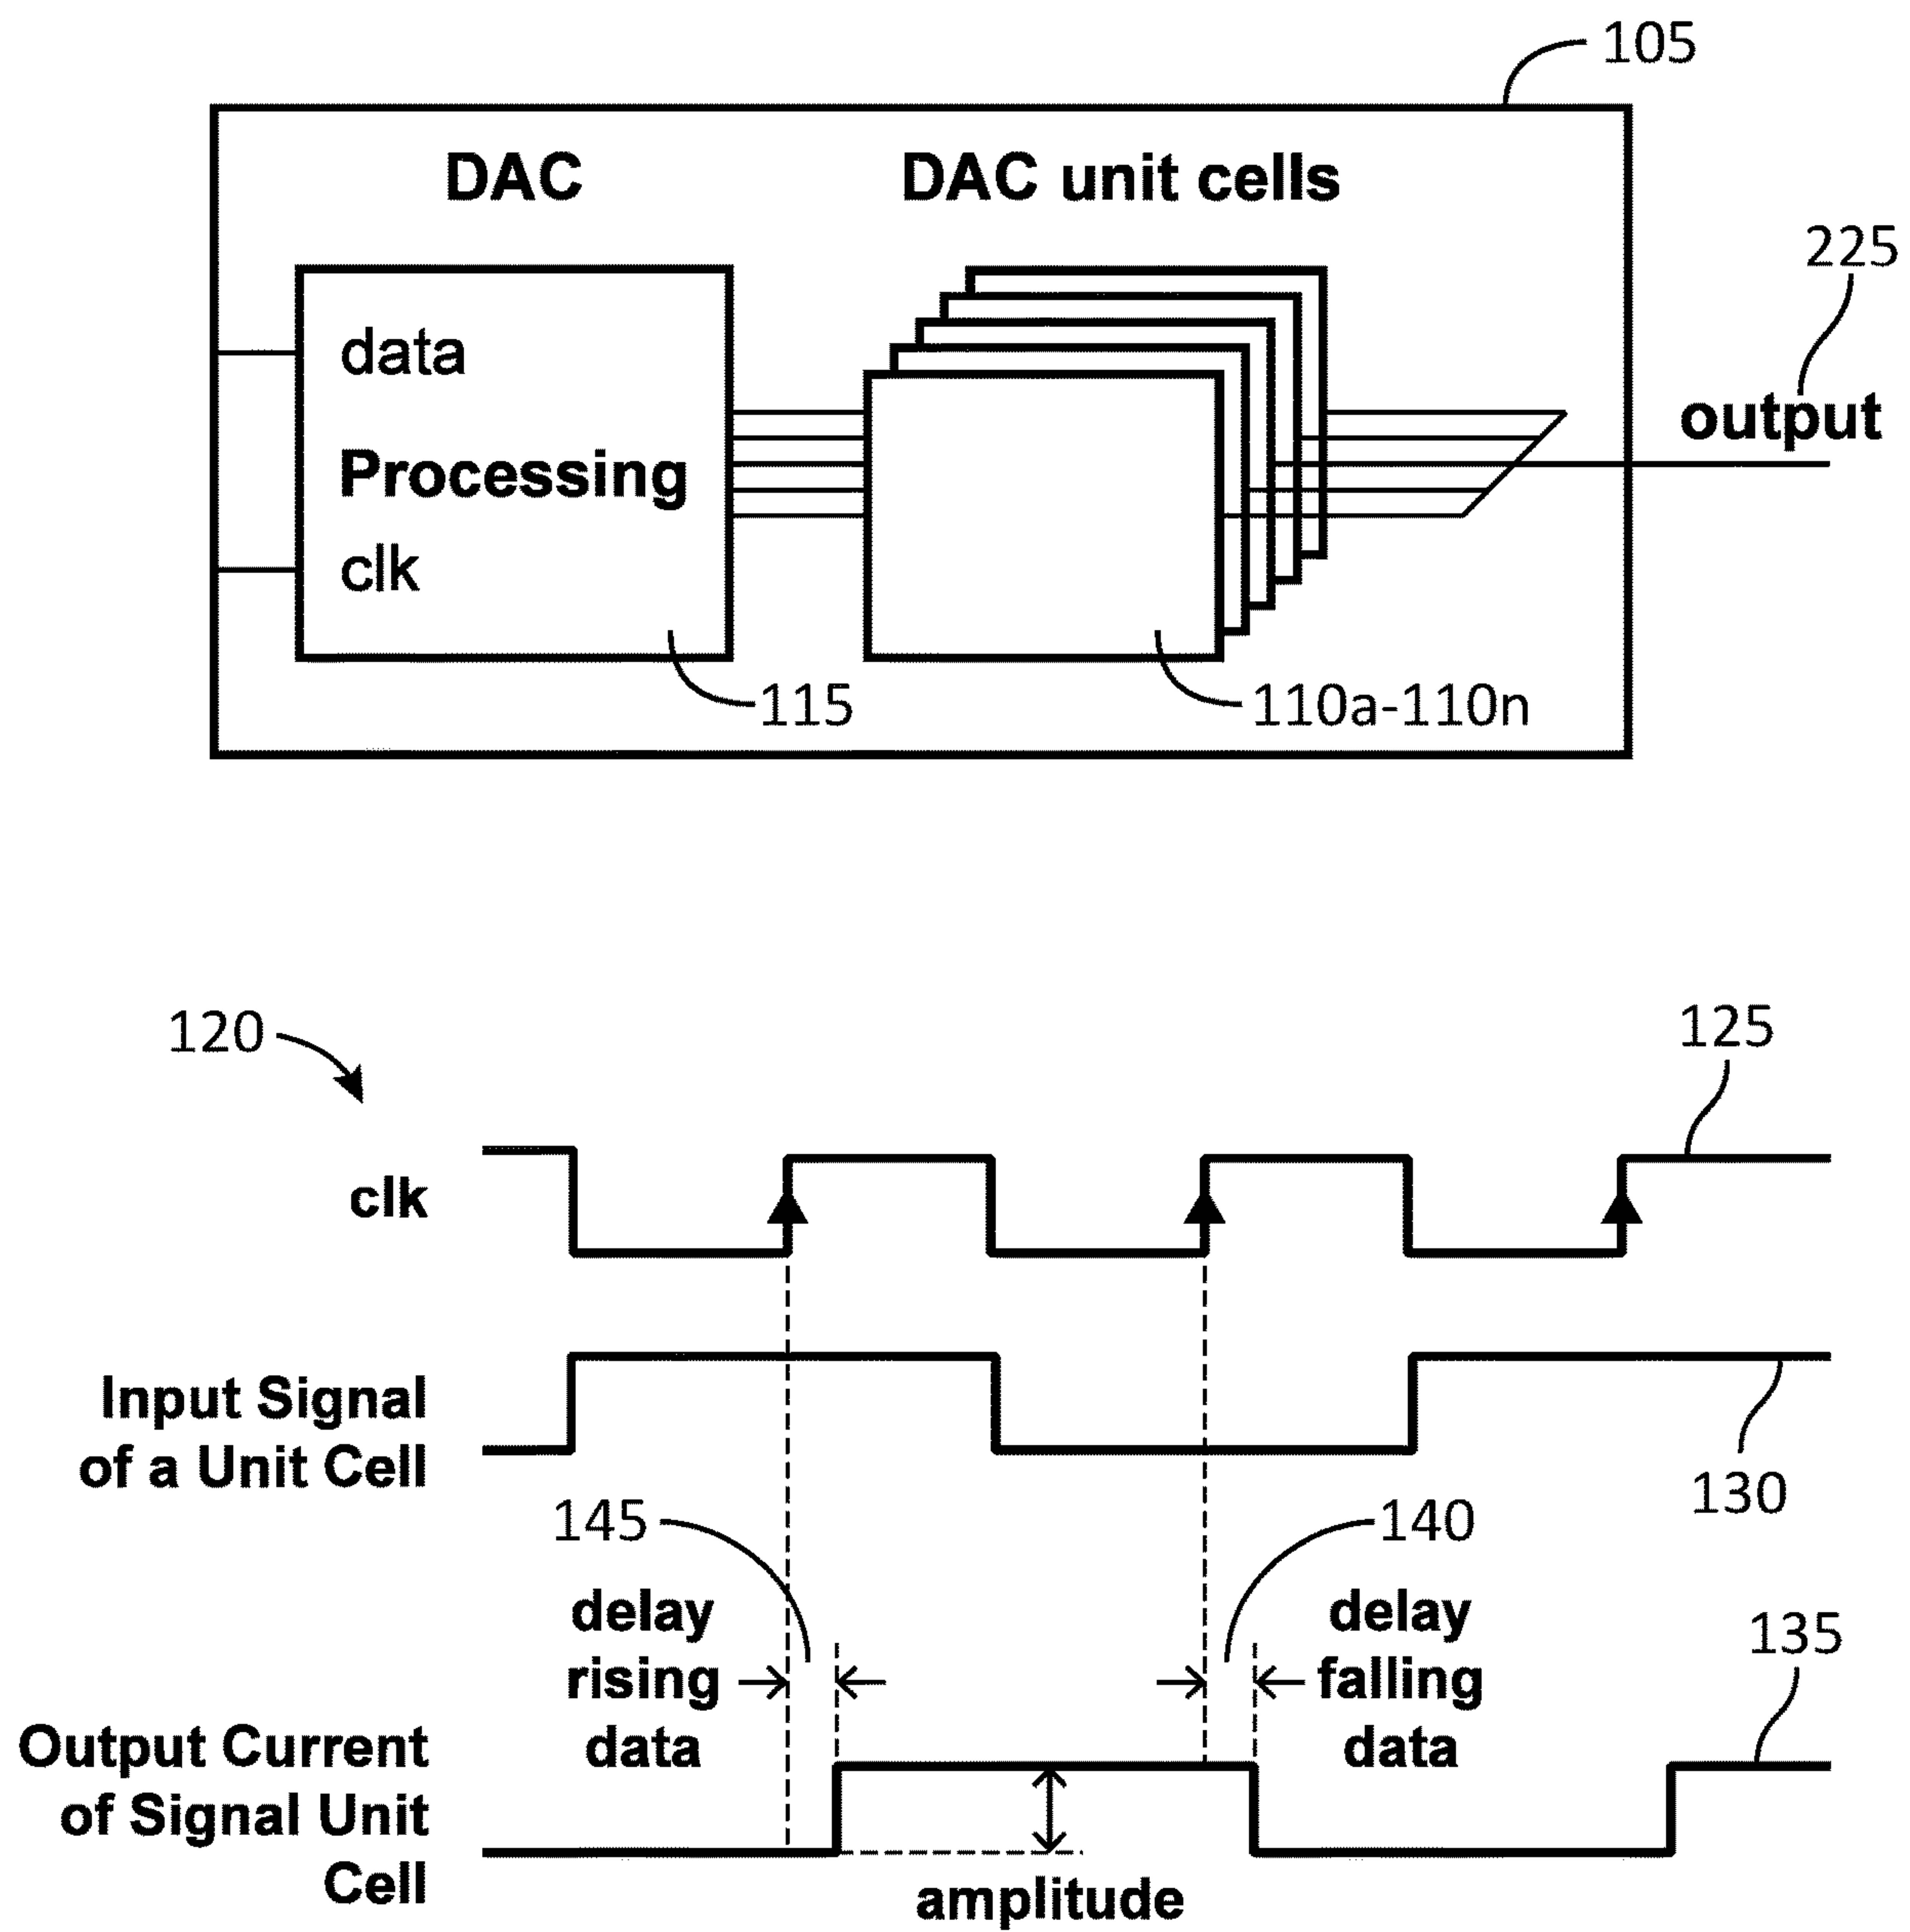 105
DAC
DAC unit cells
225
data
output
Processing
clk
115
110a-110n
120
125
clk
Input Signal
of a Unit Cell
130
145
140
delay
rising
data
delay
falling
data
135
Output Current
of Signal Unit
Cell
amplitude